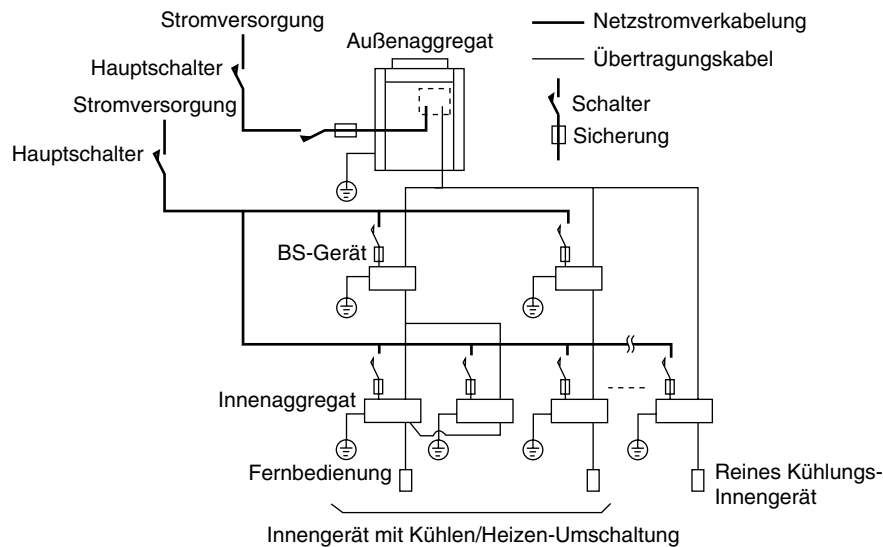 Stromversorgung
Außenaggregat
Hauptschalter
Stromversorgung
Hauptschalter
Netzstromverkabelung
Übertragungskabel
Schalter
Sicherung
BS-Gerät
Innenaggregat
Fernbedienung
Reines Kühlungs-
Innengerät
Innengerät mit Kühlen/Heizen-Umschaltung